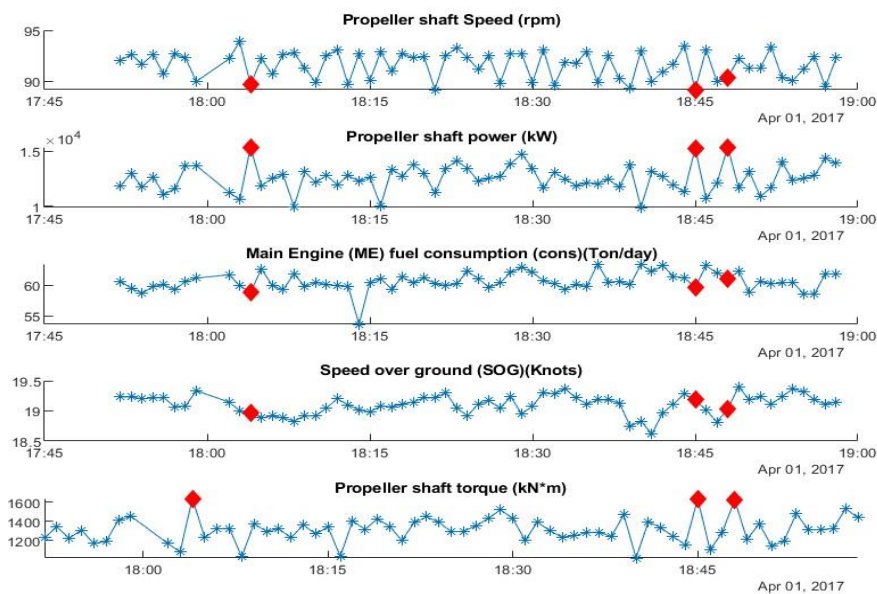 Propeller shaft Speed (rpm)
95
90
17:45 18:00 18:15 18:30 18:45 19:00
Apr 01, 2017
Propeller shaft power (kW)
× 10⁴
1.5
1
17:45 18:00 18:15 18:30 18:45 19:00
Apr 01, 2017
Main Engine (ME) fuel consumption (cons)(Ton/day)
60
55
17:45 18:00 18:15 18:30 18:45 19:00
Apr 01, 2017
Speed over ground (SOG)(Knots)
19.5
19
18.5
17:45 18:00 18:15 18:30 18:45 19:00
Apr 01, 2017
Propeller shaft torque (kN*m)
1600
1400
1200
18:00 18:15 18:30 18:45
Apr 01, 2017